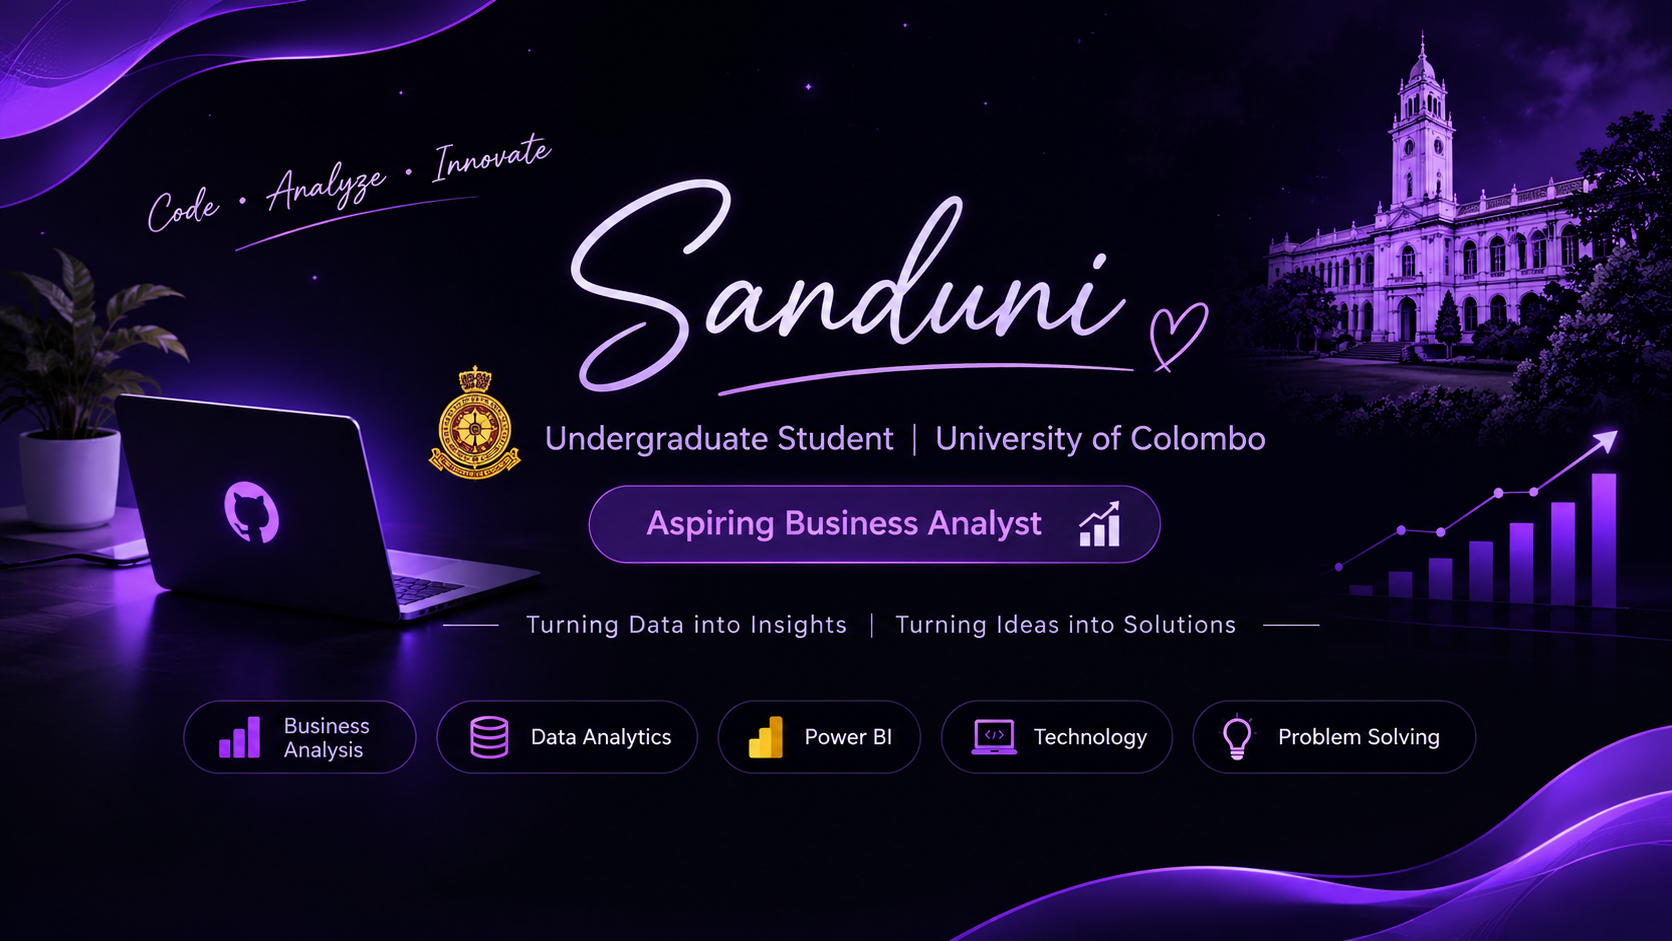 Code • Analyze • Innovate
Sanduni
Undergraduate Student | University of Colombo
Aspiring Business Analyst
Turning Data into Insights | Turning Ideas into Solutions
Business
Analysis
Data Analytics
Power BI
Technology
Problem Solving